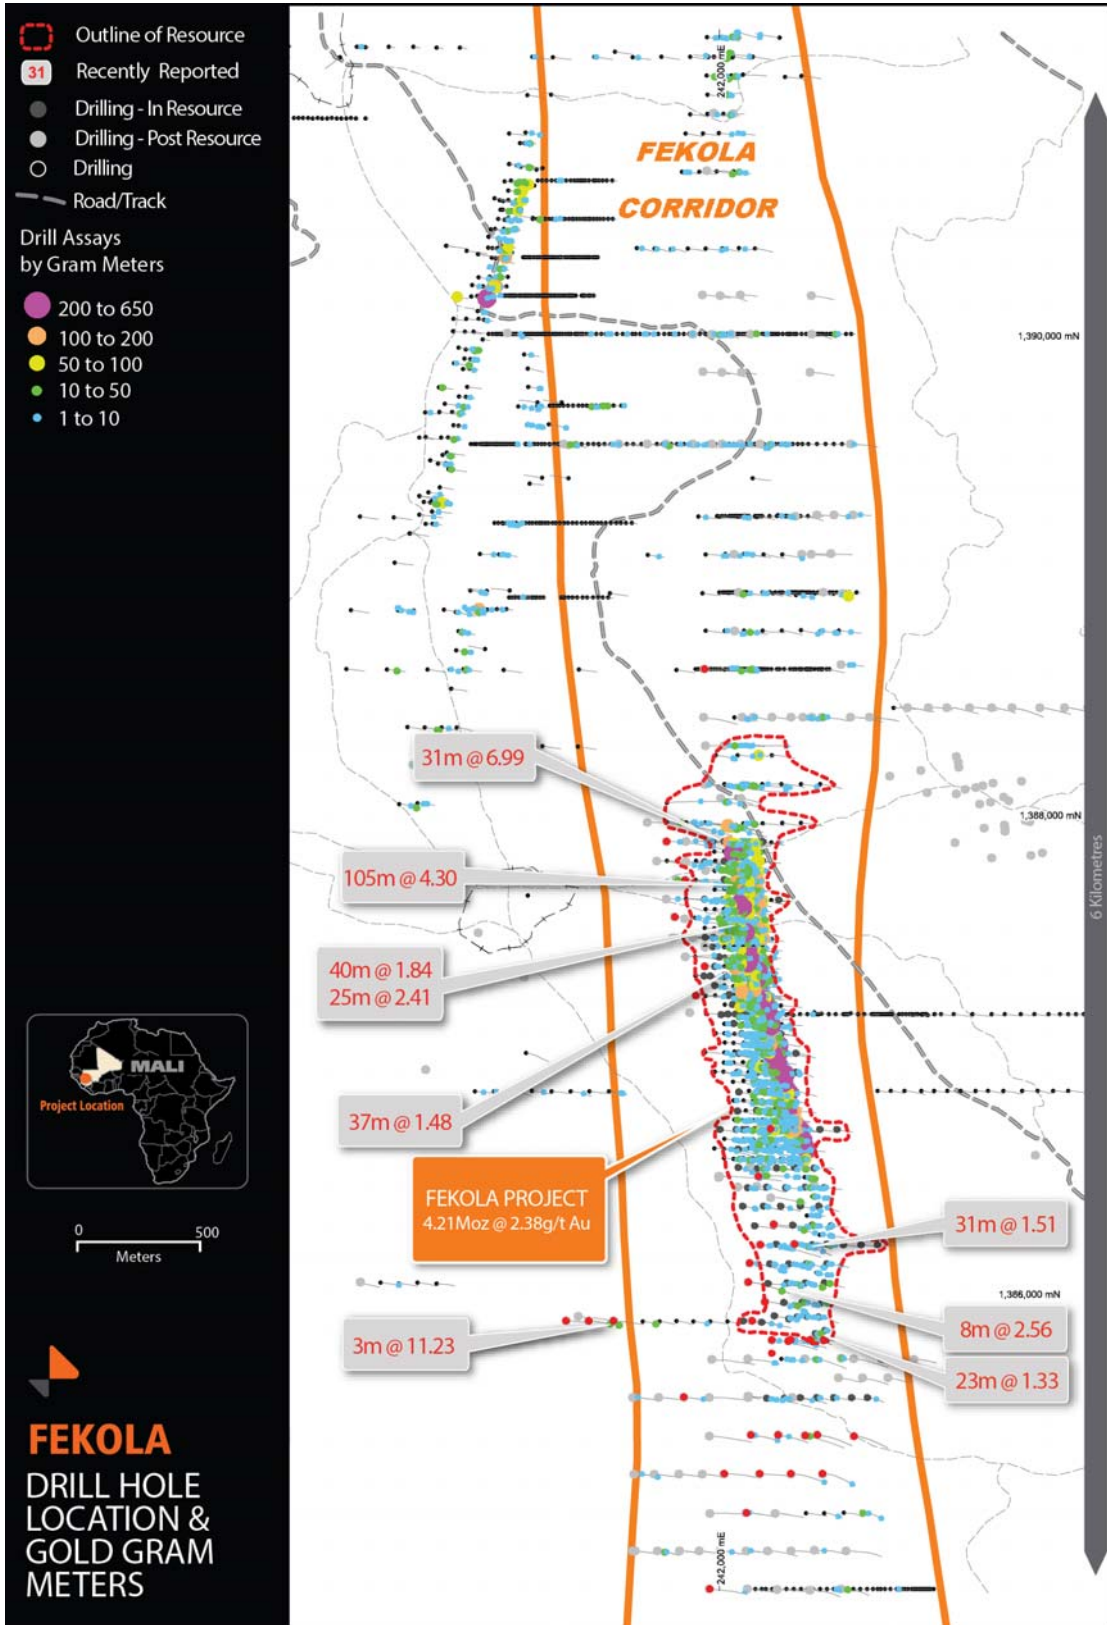 Outline of Resource
31 Recently Reported
Drilling - In Resource
Drilling - Post Resource
Drilling
Road/Track
Drill Assays
by Gram Meters
200 to 650
100 to 200
50 to 100
10 to 50
1 to 10
242,000 mE
FEKOLA
CORRIDOR
1,390,000 mN
31m @ 6.99
1,388,000 mN
105m @ 4.30
6 Kilometres
40m @ 1.84
25m @ 2.41
MALI
Project Location
37m @ 1.48
FEKOLA PROJECT
4.21Moz @ 2.38g/t Au
0 500
Meters
31m @ 1.51
1,386,000 mN
8m @ 2.56
3m @ 11.23
23m @ 1.33
FEKOLA
DRILL HOLE
LOCATION &
GOLD GRAM
METERS
242,000 mE